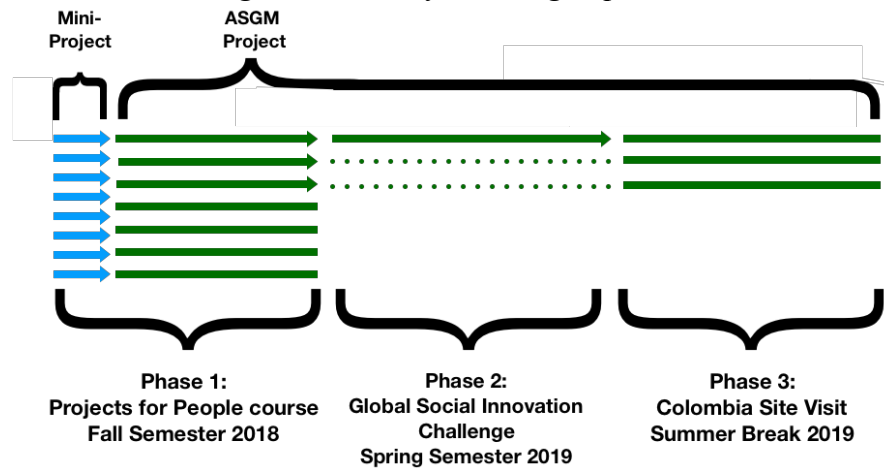 Mini-
Project
ASGM
Project
Phase 1:
Projects for People course
Fall Semester 2018
Phase 2:
Global Social Innovation
Challenge
Spring Semester 2019
Phase 3:
Colombia Site Visit
Summer Break 2019